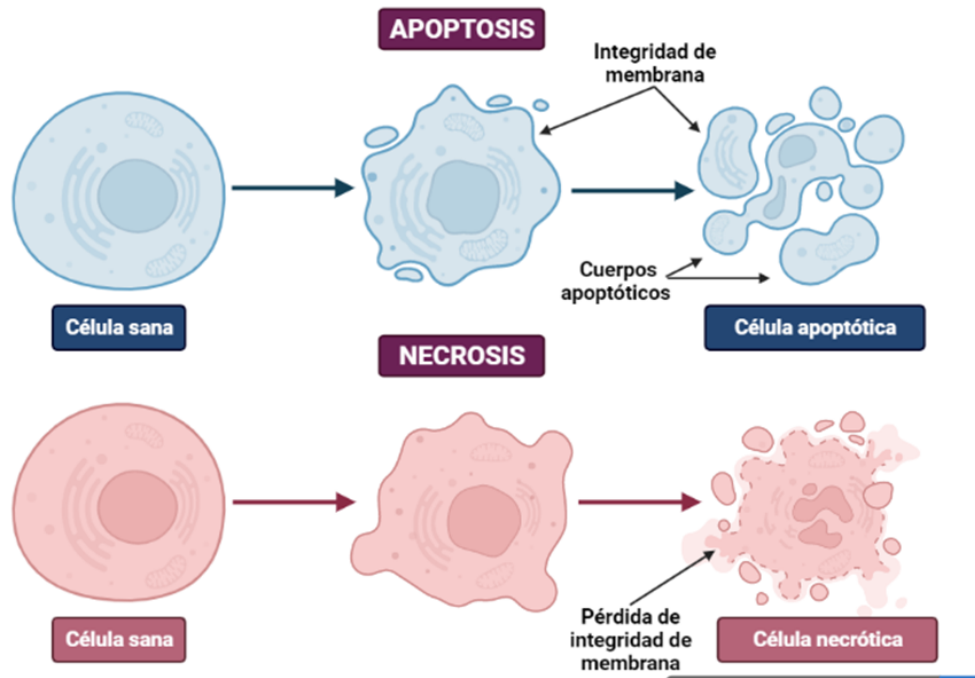 APOPTOSIS
Integridad de
membrana
Cuerpos
apoptóticos
Célula sana
Célula apoptótica
NECROSIS
Pérdida de
integridad de
membrana
Célula sana
Célula necrótica